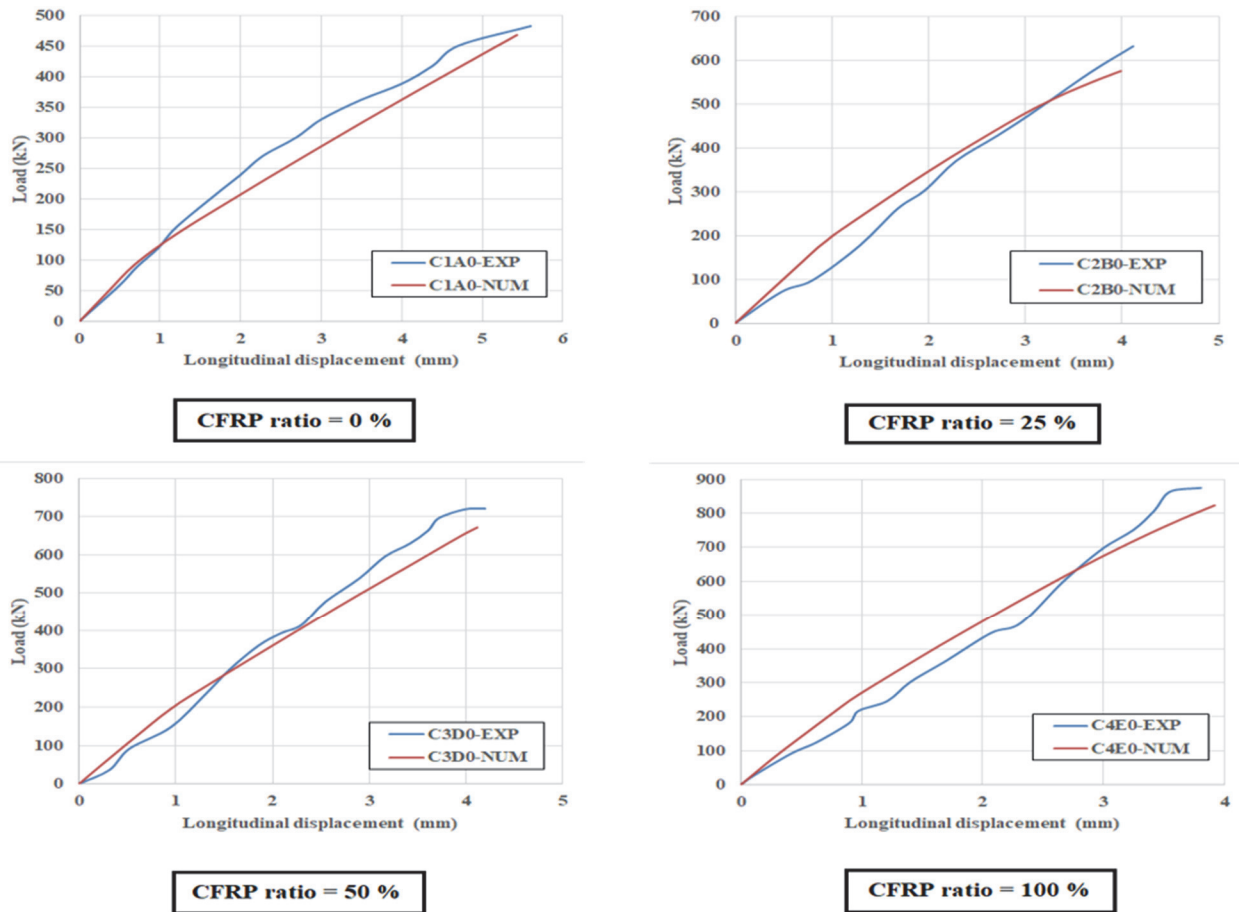 500
450
400
350
300
250
200
150
100
50
0
Load (kN)
C1A0-EXP
C1A0-NUM
0 1 2 3 4 5 6
Longitudinal displacement (mm)
CFRP ratio = 0 %
700
600
500
400
300
200
100
0
Load (kN)
C2B0-EXP
C2B0-NUM
0 1 2 3 4 5
Longitudinal displacement (mm)
CFRP ratio = 25 %
800
700
600
500
400
300
200
100
0
Load (kN)
C3D0-EXP
C3D0-NUM
0 1 2 3 4 5
Longitudinal displacement (mm)
CFRP ratio = 50 %
900
800
700
600
500
400
300
200
100
0
Load (kN)
C4E0-EXP
C4E0-NUM
0 1 2 3 4
Longitudinal displacement (mm)
CFRP ratio = 100 %